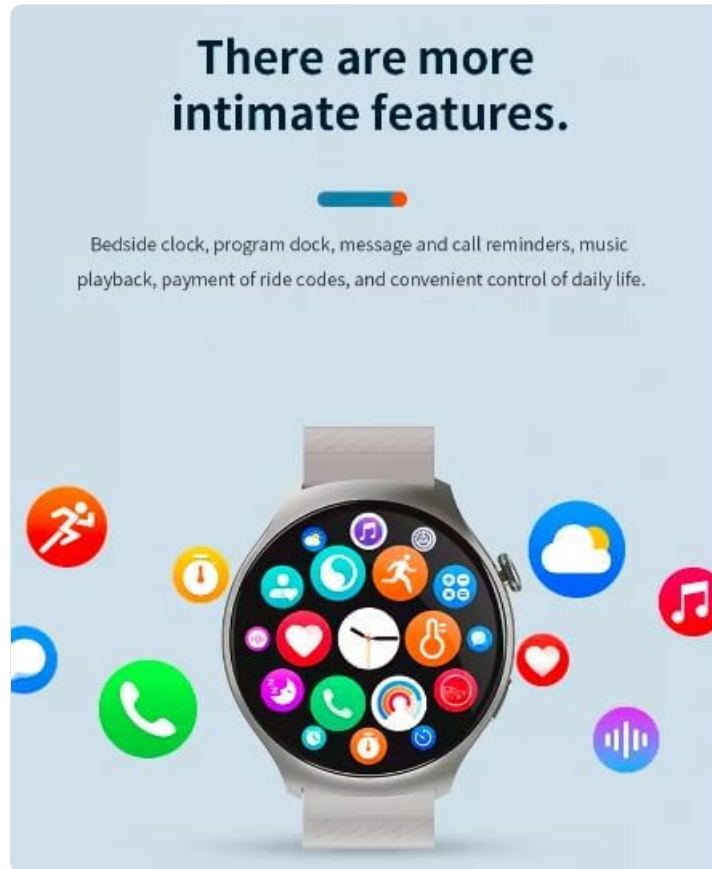 There are more
intimate features.
Bedside clock, program dock, message and call reminders, music
playback, payment of ride codes, and convenient control of daily life.